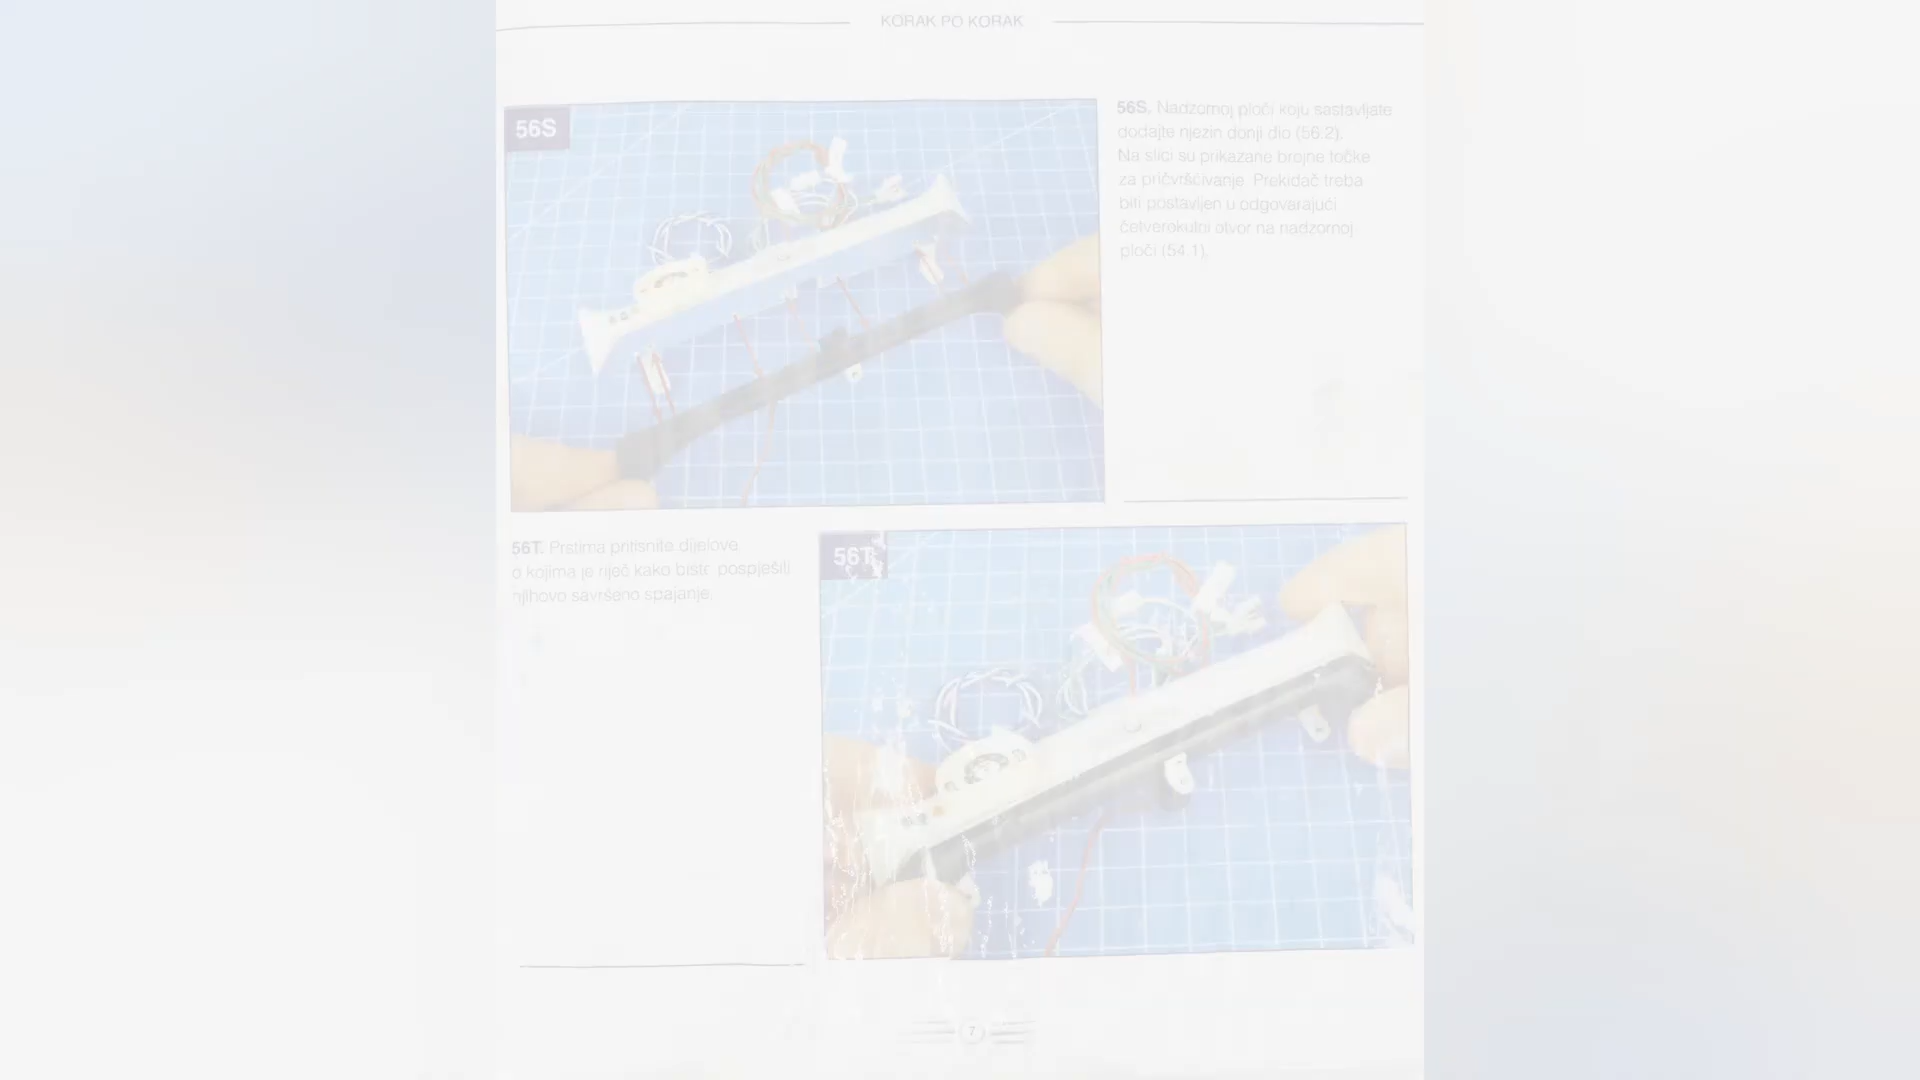 KORAK PO KORAK
56S
56S. Nadzornoj ploči koju sastavljate
dodajte njezin donji dio (56.2).
Na slici su prikazane brojne točke
za pričvršćivanje. Prekidač treba
biti postavljen u odgovarajući
četverokutni otvor na nadzornoj
ploči (54.1).
56T. Prstima pritisnite dijelove
o kojima je riječ kako biste pospješili
njihovo savršeno spajanje.
56T
7